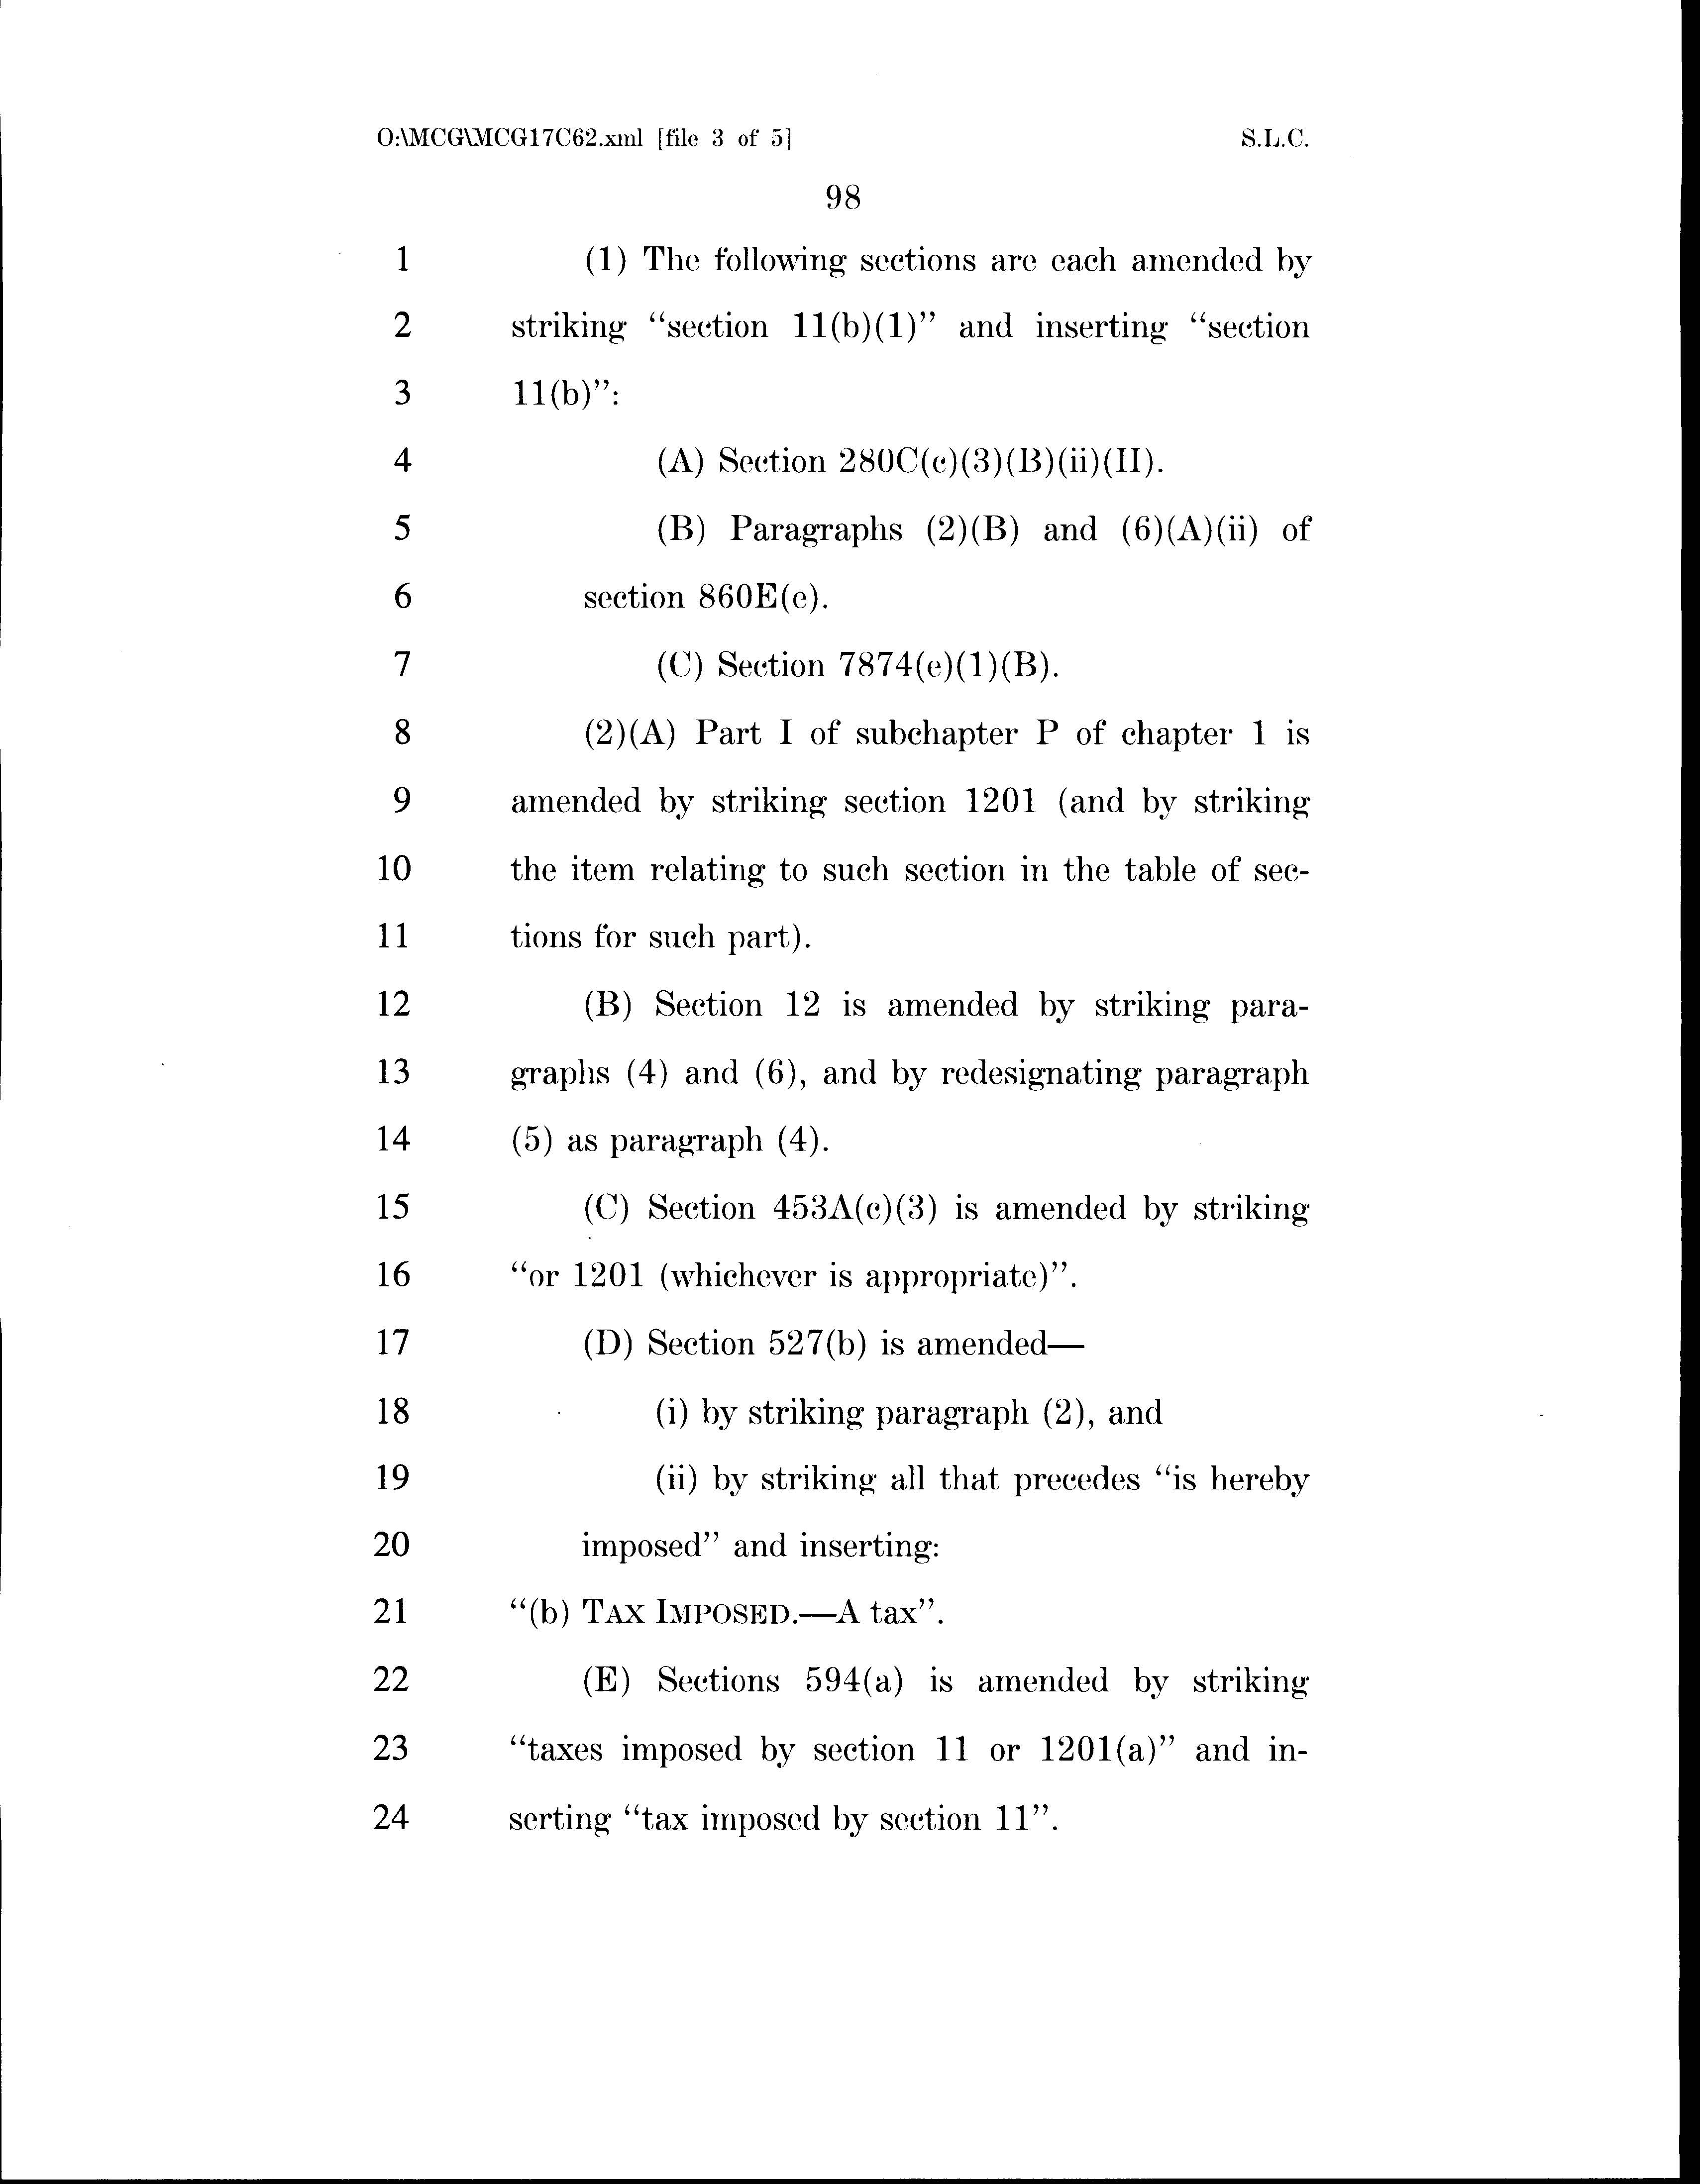 O:\MCG\MCG17C62.xml [file 3 of 5] S.L.C.
98
1 (1) The following sections are each amended by
2 striking “section 11(b)(1)” and inserting “section
3 11(b)”:
4 (A) Section 280C(c)(3)(B)(ii)(II).
5 (B) Paragraphs (2)(B) and (6)(A)(ii) of
6 section 860E(e).
7 (C) Section 7874(e)(1)(B).
8 (2)(A) Part I of subchapter P of chapter 1 is
9 amended by striking section 1201 (and by striking
10 the item relating to such section in the table of sec-
11 tions for such part).
12 (B) Section 12 is amended by striking para-
13 graphs (4) and (6), and by redesignating paragraph
14 (5) as paragraph (4).
15 (C) Section 453A(c)(3) is amended by striking
16 “or 1201 (whichever is appropriate)”.
17 (D) Section 527(b) is amended—
18 (i) by striking paragraph (2), and
19 (ii) by striking all that precedes “is hereby
20 imposed” and inserting:
21 “(b) TAX IMPOSED.—A tax”.
22 (E) Sections 594(a) is amended by striking
23 “taxes imposed by section 11 or 1201(a)” and in-
24 serting “tax imposed by section 11”.